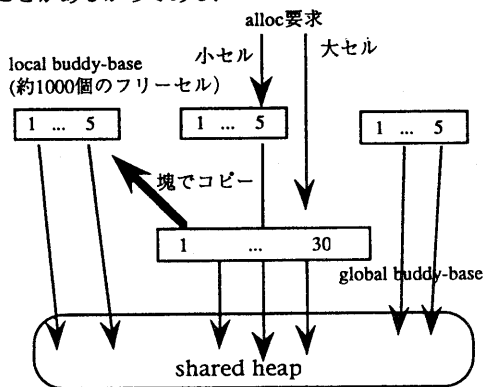 alloc要求
local buddy-base
(約1000個のフリーセル)
小セル
大セル
1 ... 5
1 ... 5
1 ... 5
塊でコピー
1 ... 30
global buddy-base
shared heap